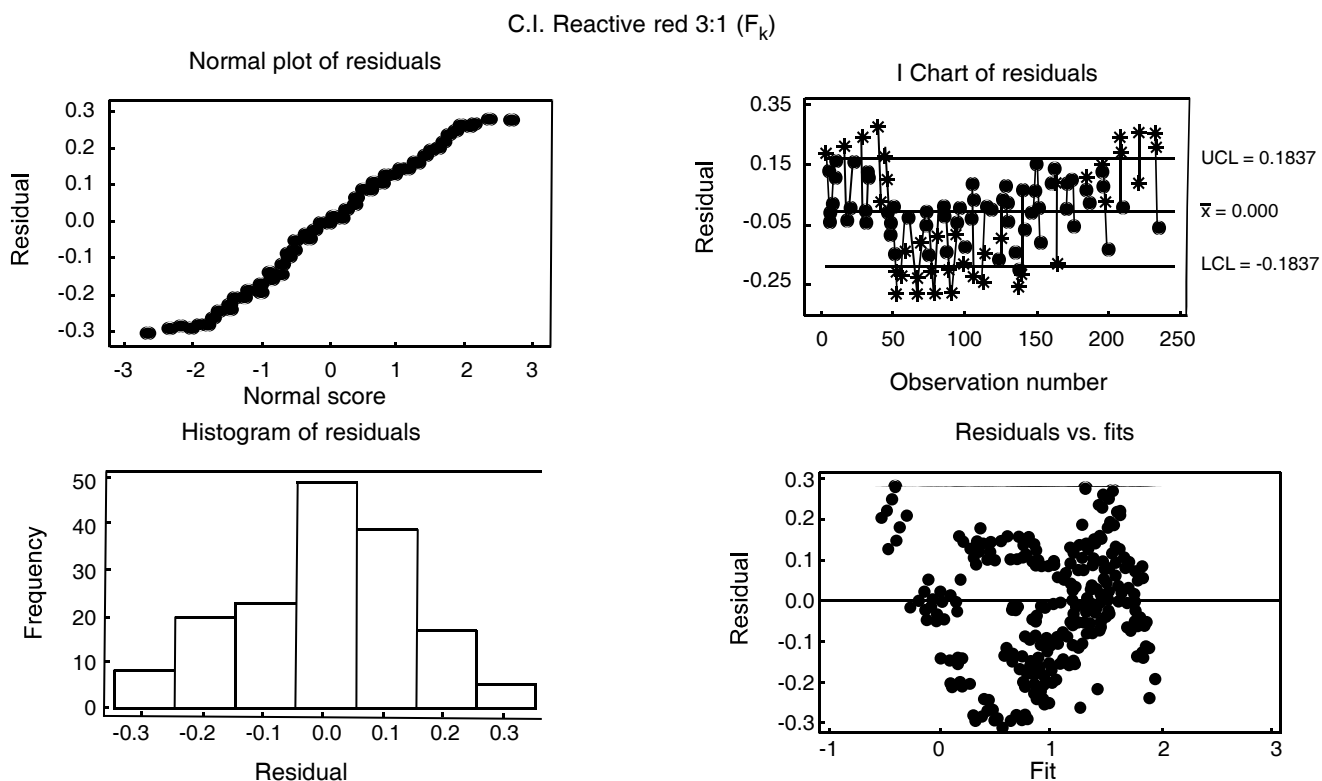 C.I. Reactive red 3:1 (Fk)
Normal plot of residuals
0.3
0.2
0.1
0.0
-0.1
-0.2
-0.3
Residual
-3 -2 -1 0 1 2 3
Normal score
I Chart of residuals
0.35
0.15
-0.05
-0.25
Residual
UCL = 0.1837
x̅ = 0.000
LCL = -0.1837
0 50 100 150 200 250
Observation number
Histogram of residuals
50
40
30
20
10
0
Frequency
-0.3 -0.2 -0.1 0.0 0.1 0.2 0.3
Residual
Residuals vs. fits
0.3
0.2
0.1
0.0
-0.1
-0.2
-0.3
Residual
-1 0 1 2 3
Fit